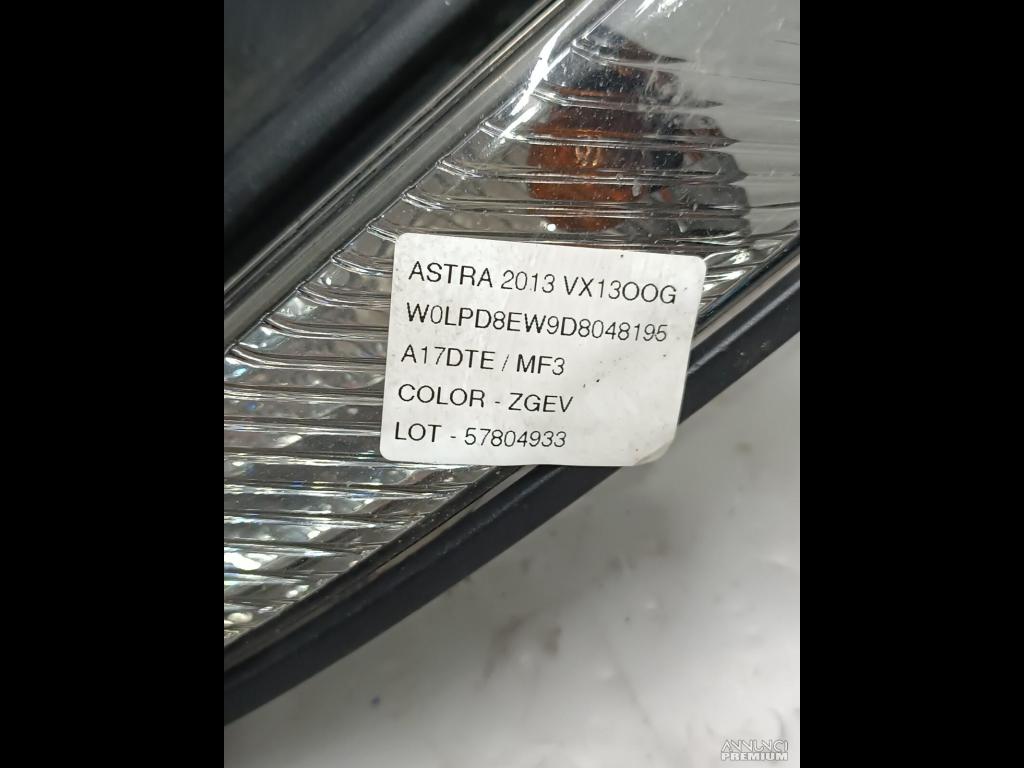 ASTRA 2013 VX13OOG
W0LPD8EW9D8048195
A17DTE / MF3
COLOR - ZGEV
LOT - 57804933
ANNUNCI
PREMIUM